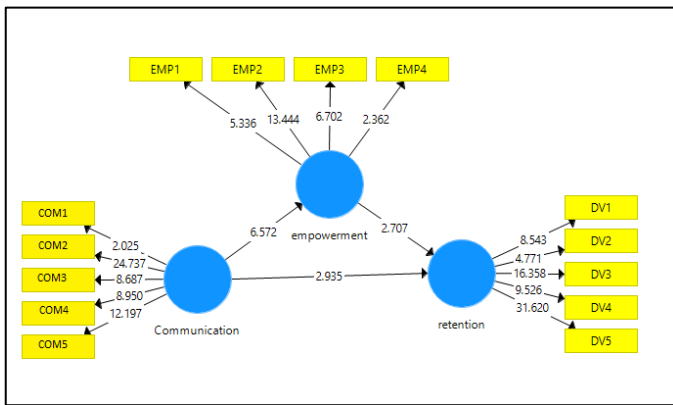 EMP1 EMP2 EMP3 EMP4
5.336 13.444 6.702 2.362
empowerment
COM1
COM2
COM3
COM4
COM5
2.025
24.737
8.687
8.950
12.197
Communication
6.572
2.707
2.935
retention
8.543
4.771
16.358
9.526
31.620
DV1
DV2
DV3
DV4
DV5